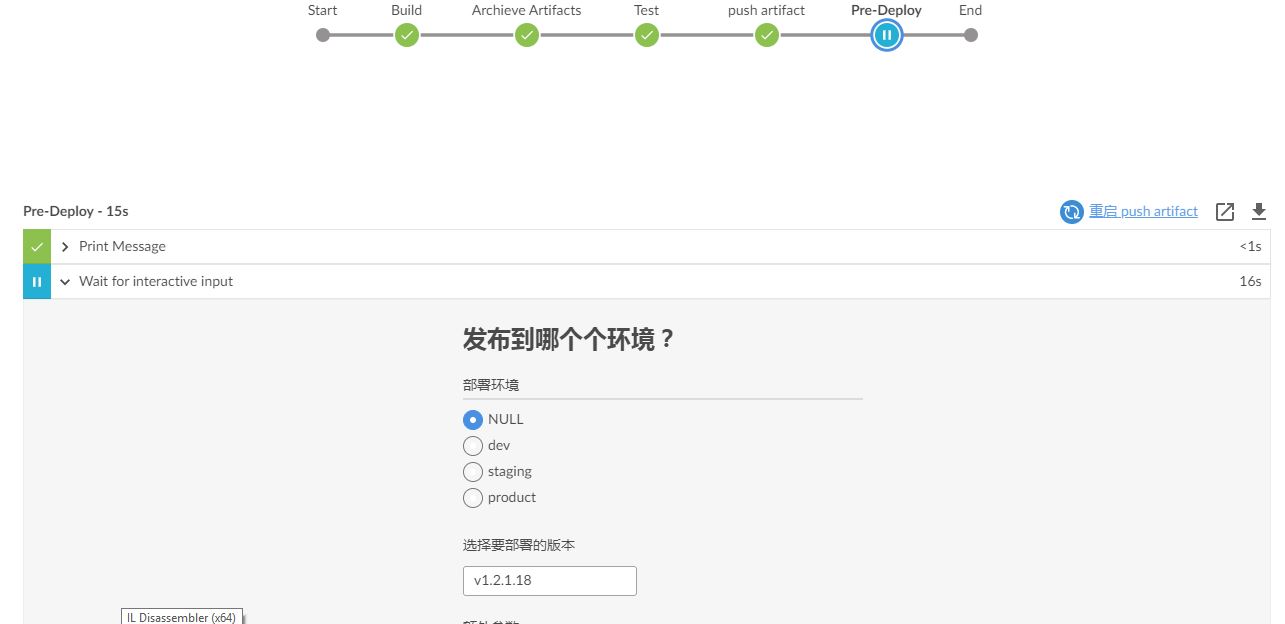 Start Build Archieve Artifacts Test push artifact Pre-Deploy End
Pre-Deploy - 15s 重启 push artifact
Print Message <1s
Wait for interactive input 16s
发布到哪个个环境？
部署环境
NULL
dev
staging
product
选择要部署的版本
v1.2.1.18
IL Disassembler (x64)